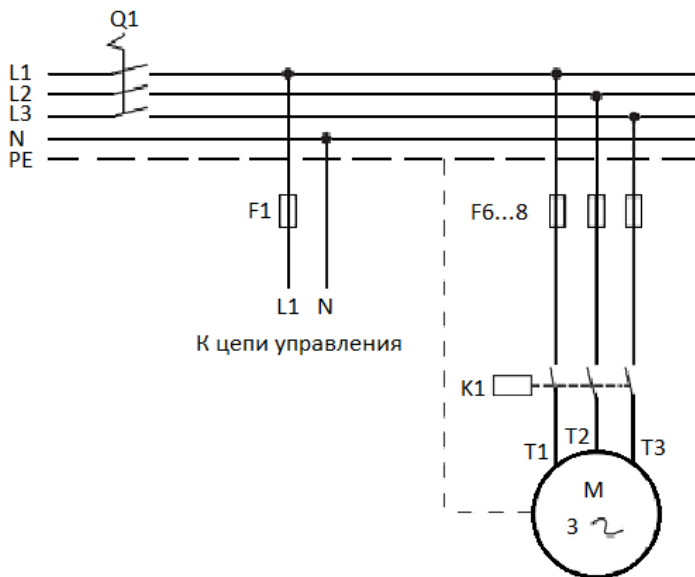 Q1
L1
L2
L3
N
PE
F1
F6...8
L1 N
К цепи управления
K1
T1 T2 T3
M
3 ~